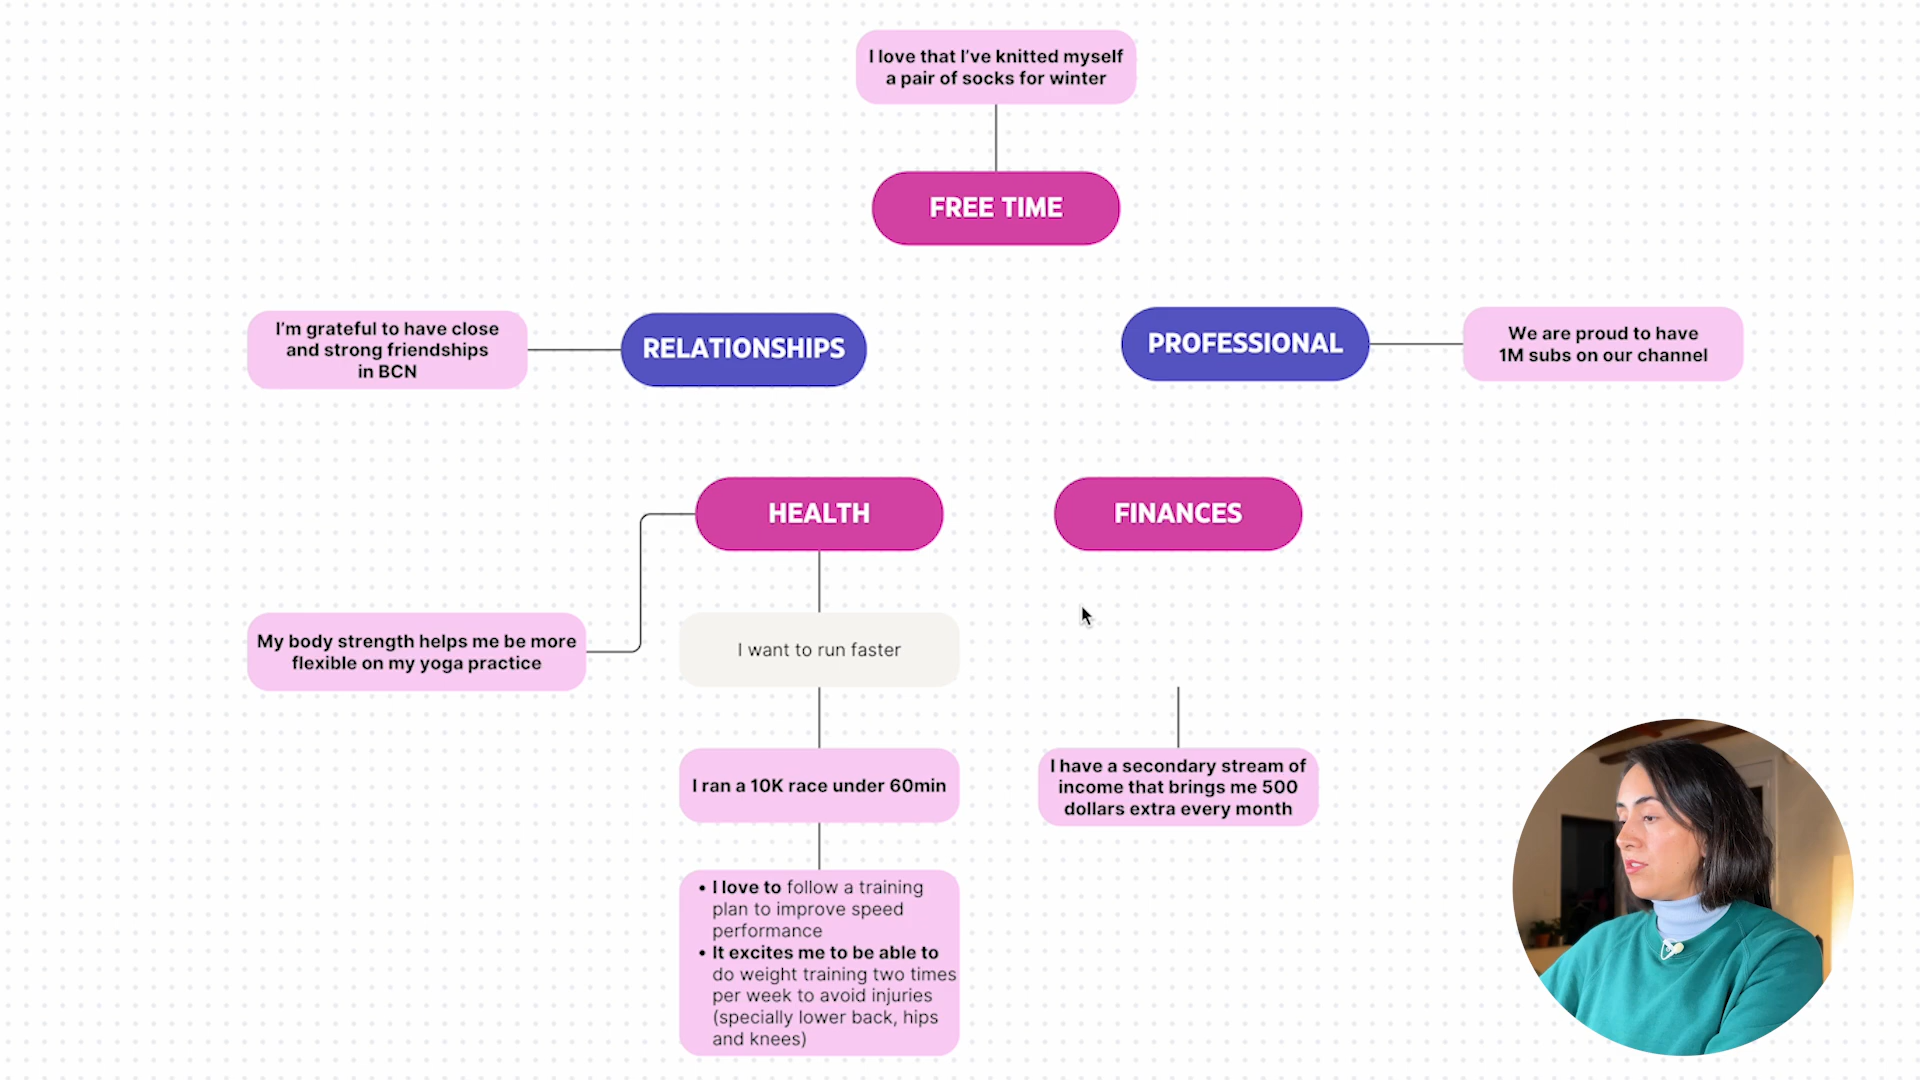 I love that I've knitted myself
a pair of socks for winter
FREE TIME
I'm grateful to have close
and strong friendships
in BCN
RELATIONSHIPS
PROFESSIONAL
We are proud to have
1M subs on our channel
HEALTH
FINANCES
My body strength helps me be more
flexible on my yoga practice
I want to run faster
I ran a 10K race under 60min
I have a secondary stream of
income that brings me 500
dollars extra every month
• I love to follow a training
plan to improve speed
performance
• It excites me to be able to
do weight training two times
per week to avoid injuries
(specially lower back, hips
and knees)